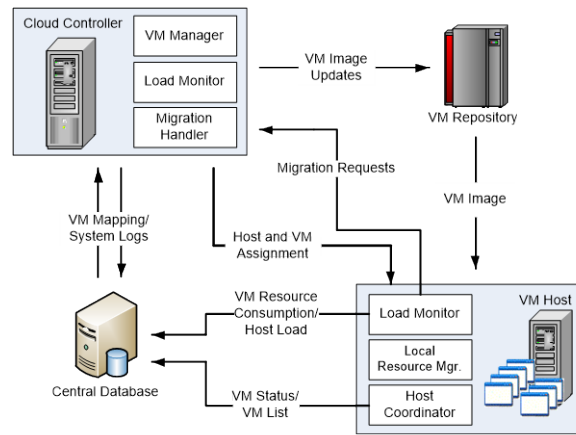 Cloud Controller
VM Manager
Load Monitor
Migration
Handler
VM Image
Updates
VM Repository
Migration Requests
VM Image
VM Mapping/
System Logs
Host and VM
Assignment
VM Resource
Consumption/
Host Load
Central Database
VM Status/
VM List
VM Host
Load Monitor
Local
Resource Mgr.
Host
Coordinator